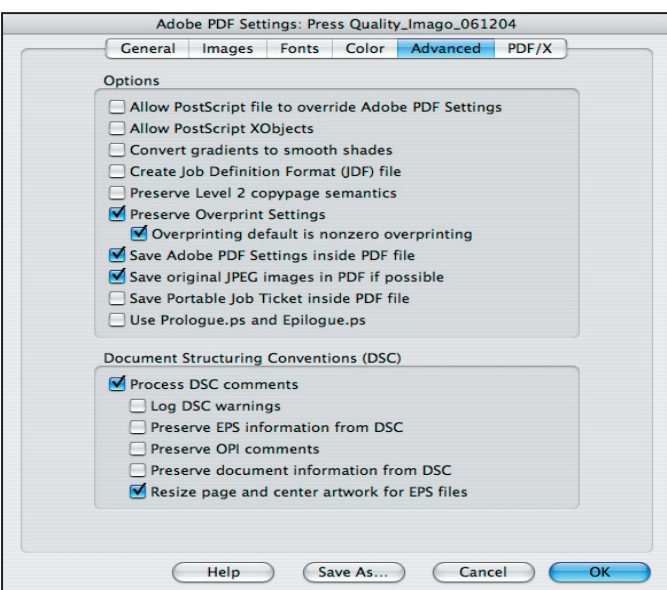 Adobe PDF Settings: Press Quality_Imago_061204
General Images Fonts Color Advanced PDF/X
Options
Allow PostScript file to override Adobe PDF Settings
Allow PostScript XObjects
Convert gradients to smooth shades
Create Job Definition Format (JDF) file
Preserve Level 2 copypage semantics
Preserve Overprint Settings
Overprinting default is nonzero overprinting
Save Adobe PDF Settings inside PDF file
Save original JPEG images in PDF if possible
Save Portable Job Ticket inside PDF file
Use Prologue.ps and Epilogue.ps
Document Structuring Conventions (DSC)
Process DSC comments
Log DSC warnings
Preserve EPS information from DSC
Preserve OPI comments
Preserve document information from DSC
Resize page and center artwork for EPS files
Help Save As... Cancel OK